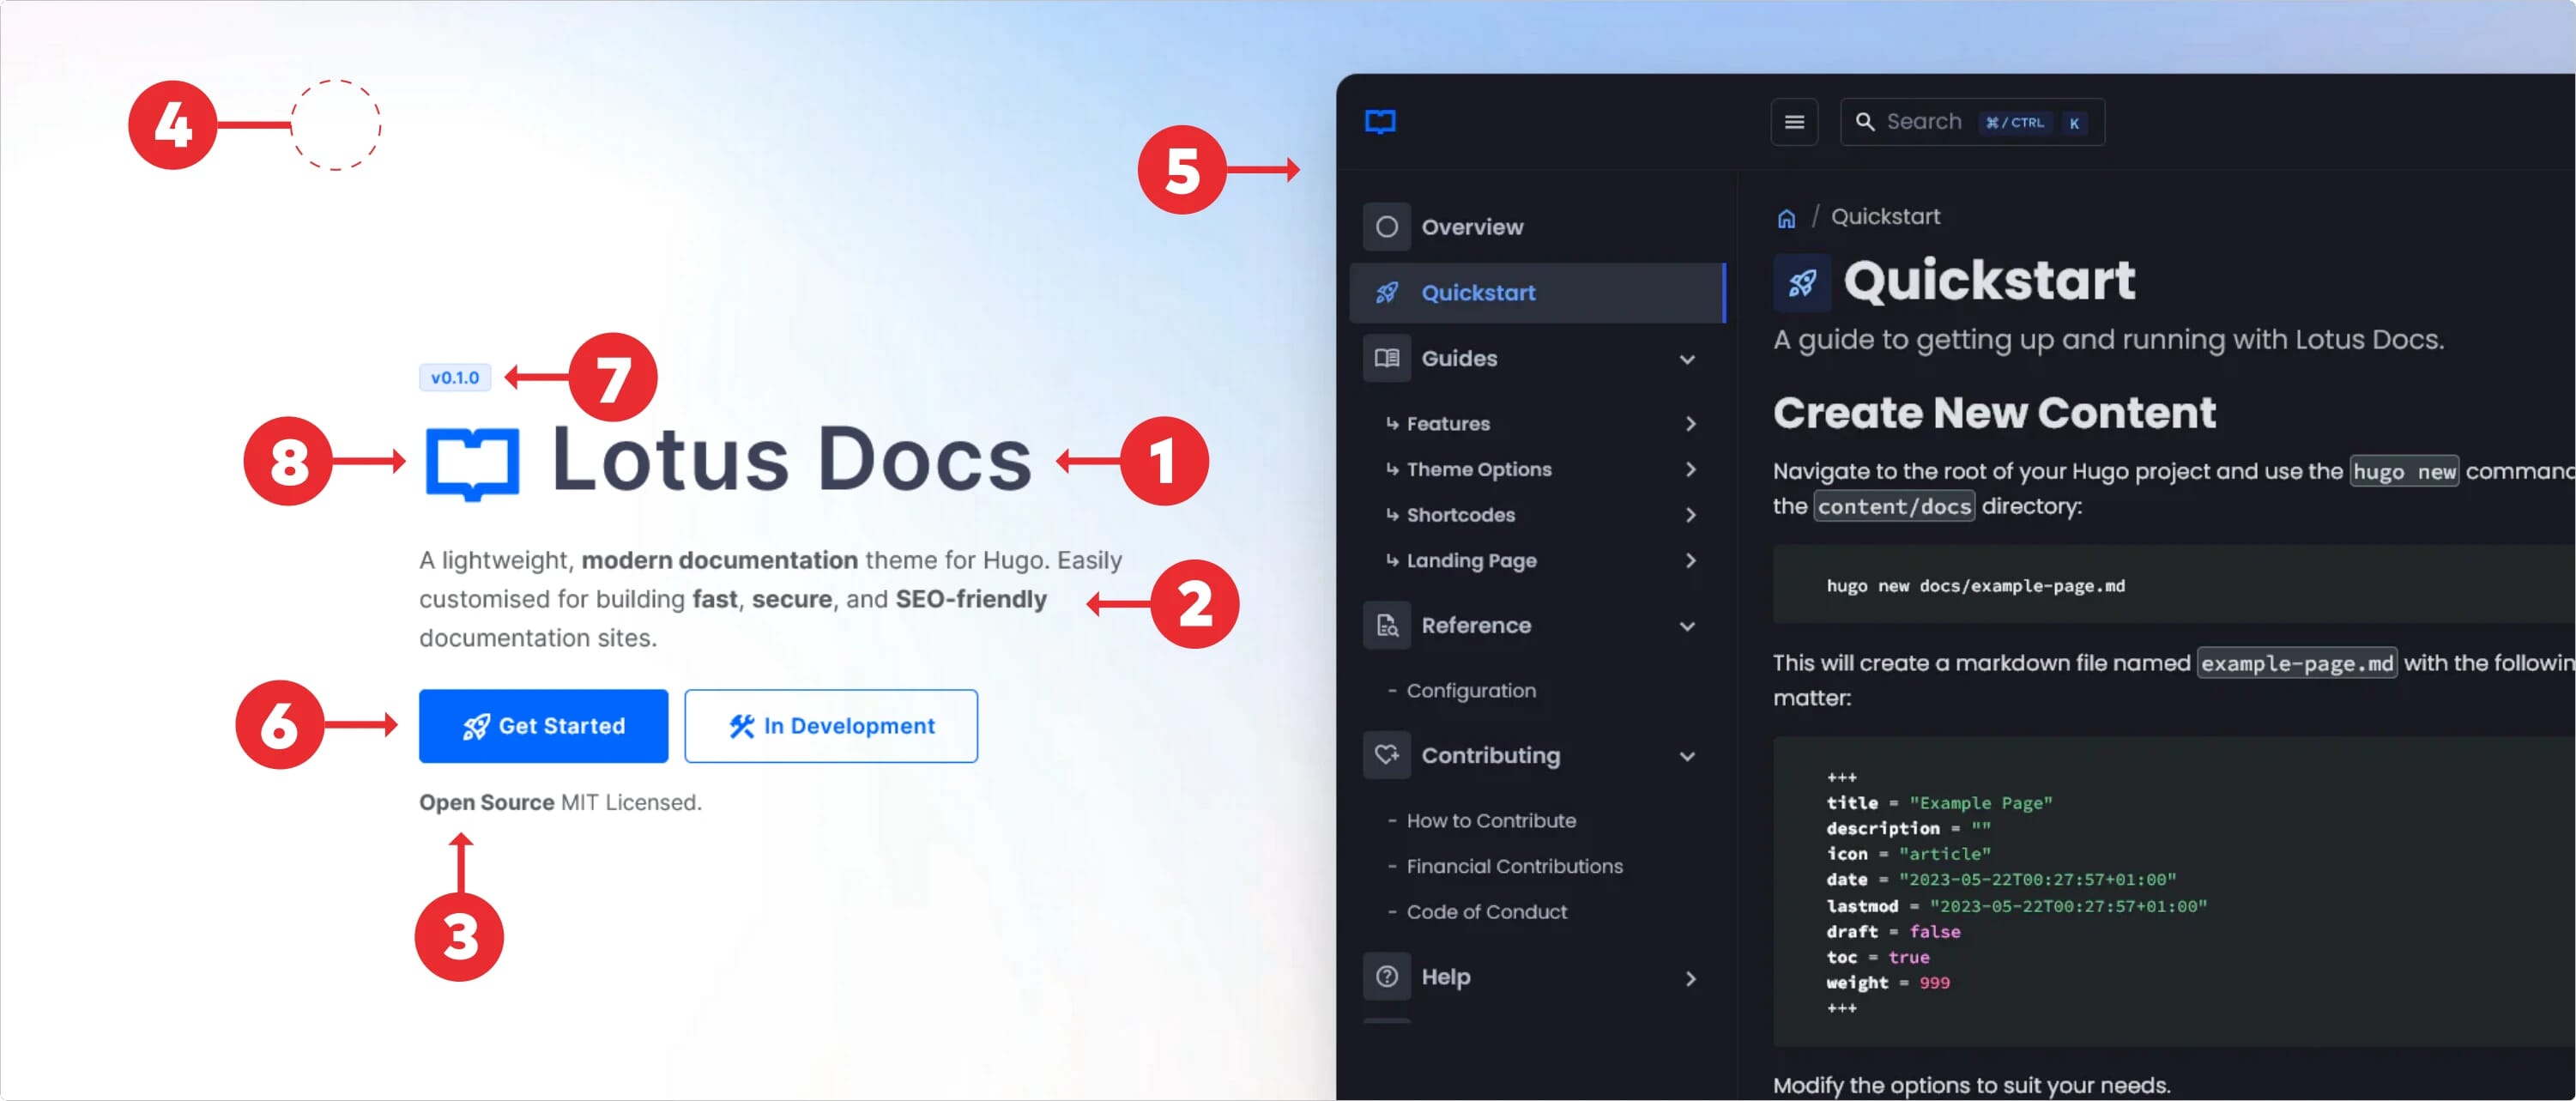 4
5
7
v0.1.0
8
Lotus Docs
1
A lightweight, modern documentation theme for Hugo. Easily
customised for building fast, secure, and SEO-friendly
documentation sites.
2
6
Get Started
In Development
Open Source MIT Licensed.
3
Search ⌘/CTRL K
Overview
Quickstart
Guides
↳ Features
↳ Theme Options
↳ Shortcodes
↳ Landing Page
Reference
- Configuration
Contributing
- How to Contribute
- Financial Contributions
- Code of Conduct
Help
/ Quickstart
Quickstart
A guide to getting up and running with Lotus Docs.
Create New Content
Navigate to the root of your Hugo project and use the hugo new
the content/docs directory:
hugo new docs/example-page.md
This will create a markdown file named example-page.md with the
matter:
+++
title = "Example Page"
description = ""
icon = "article"
date = "2023-05-22T00:27:57+01:00"
lastmod = "2023-05-22T00:27:57+01:00"
draft = false
toc = true
weight = 999
+++
Modify the options to suit your needs.